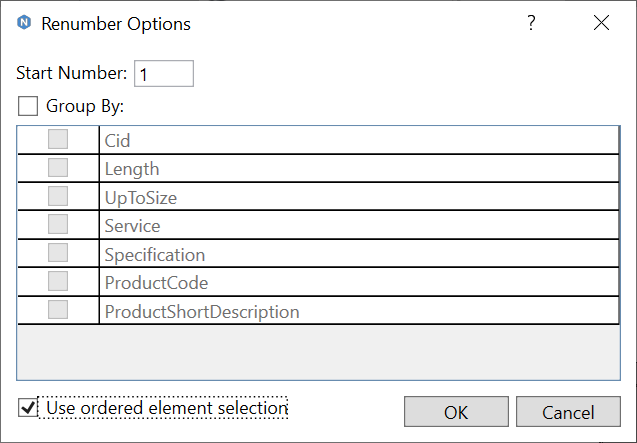 N Renumber Options ?
Start Number: 1
Group By:
Cid
Length
UpToSize
Service
Specification
ProductCode
ProductShortDescription
Use ordered element selection OK Cancel